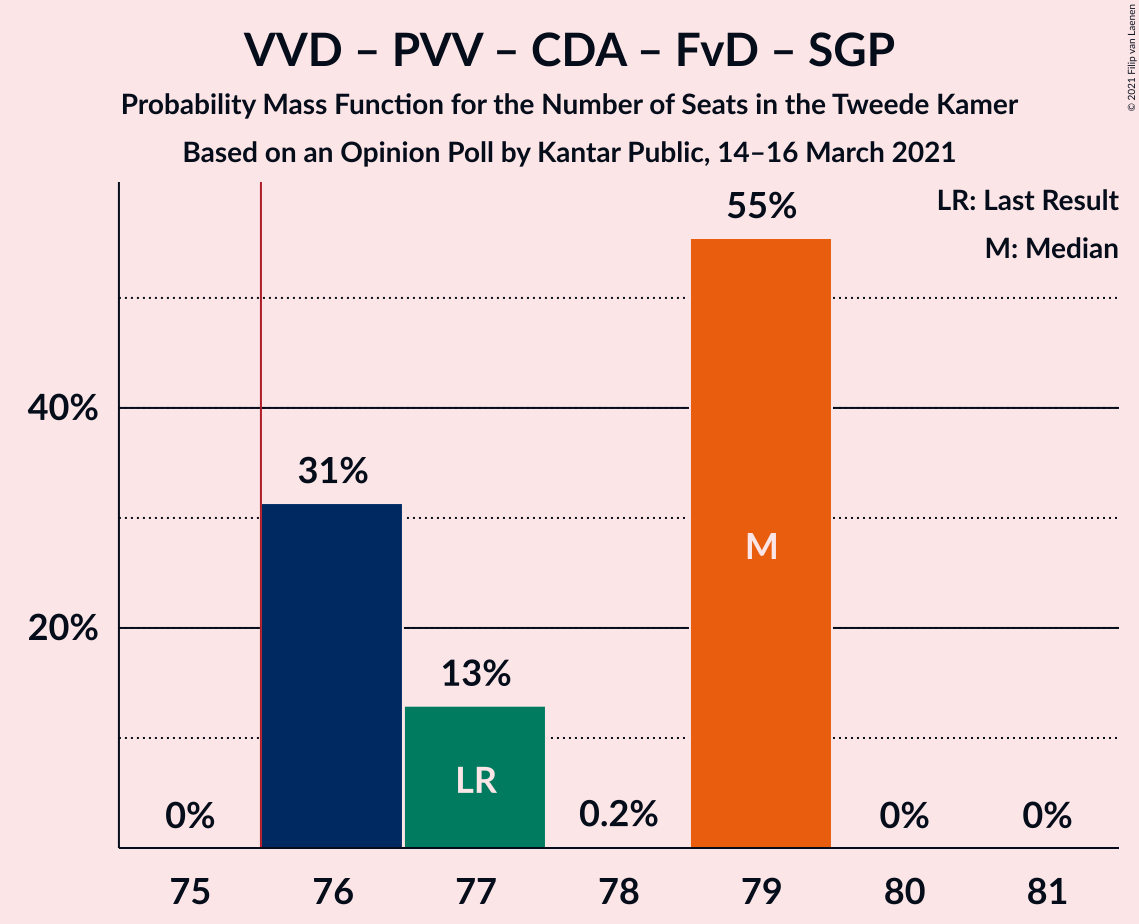 VVD – PVV – CDA – FvD – SGP
Probability Mass Function for the Number of Seats in the Tweede Kamer
Based on an Opinion Poll by Kantar Public, 14–16 March 2021
© 2021 Filip van Laenen
LR: Last Result
M: Median
55%
40%
31%
M
20%
13%
LR
0%
0.2%
0%
0%
75
76
77
78
79
80
81